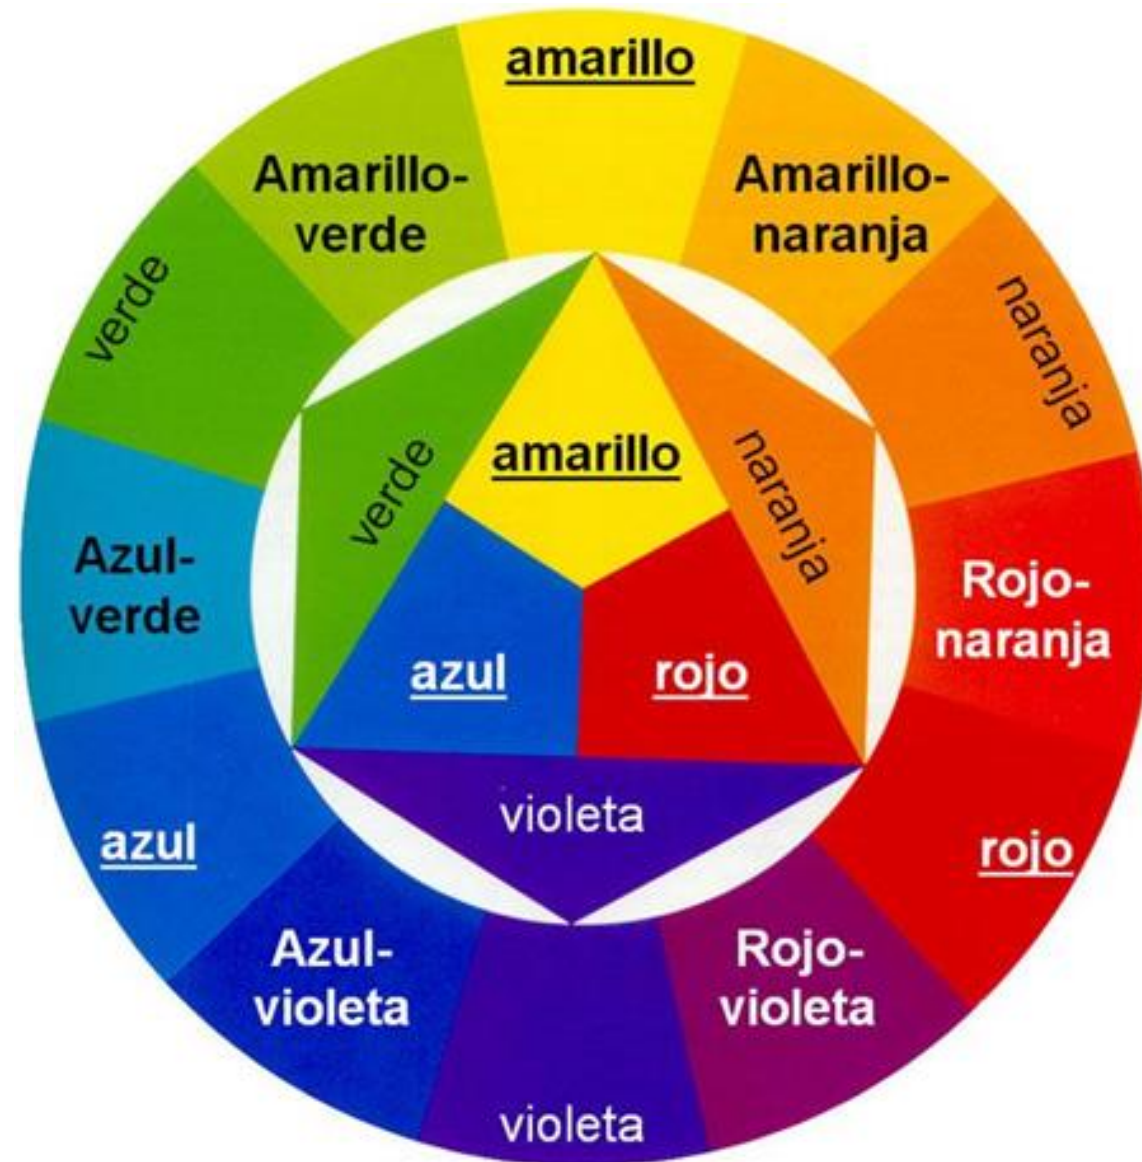 amarillo
Amarillo-
verde
Amarillo-
naranja
verde
naranja
amarillo
verde
naranja
Azul-
verde
Rojo-
naranja
azul
rojo
violeta
azul
rojo
Azul-
violeta
Rojo-
violeta
violeta